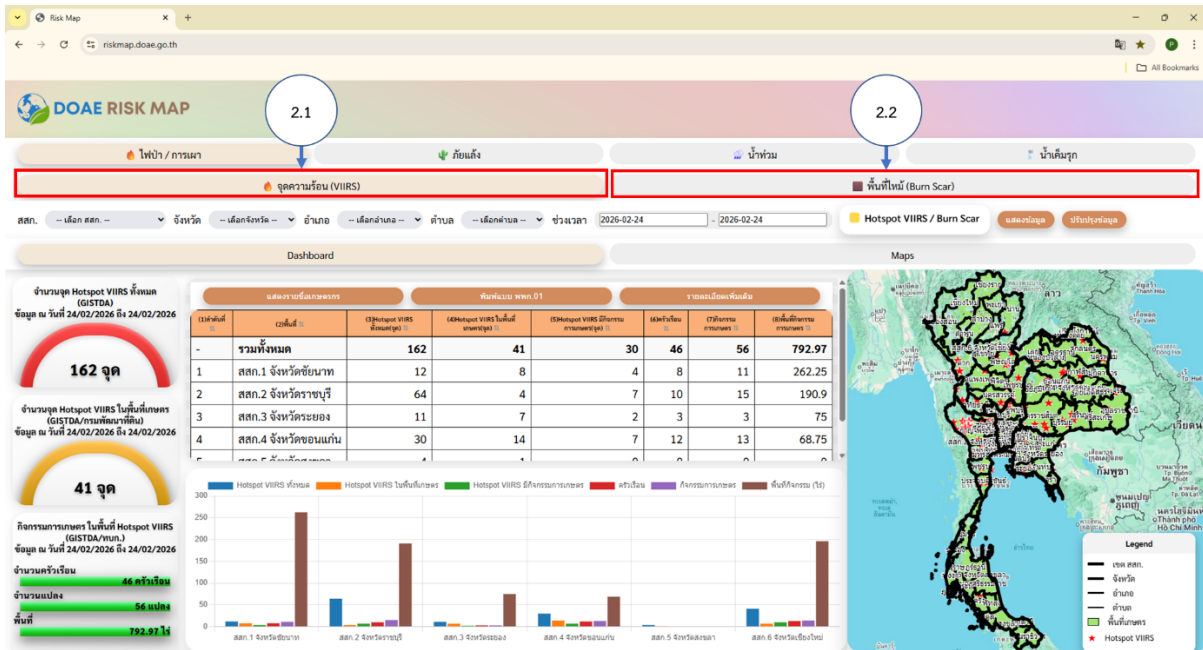 Risk Map
riskmap.doae.go.th
All Bookmarks
DOAE RISK MAP
2.1
2.2
ไฟป่า / การเผา
ภัยแล้ง
น้ำท่วม
น้ำเค็มรุก
จุดความร้อน (VIIRS)
พื้นที่ไหม้ (Burn Scar)
สสก. -- เลือก สสก. -- จังหวัด -- เลือกจังหวัด -- อำเภอ -- เลือกอำเภอ -- ตำบล -- เลือกตำบล -- ช่วงเวลา 2026-02-24 - 2026-02-24 Hotspot VIIRS / Burn Scar แสดงข้อมูล ปรับปรุงข้อมูล
Dashboard
Maps
จำนวนจุด Hotspot VIIRS ทั้งหมด
(GISTDA)
ข้อมูล ณ วันที่ 24/02/2026 ถึง 24/02/2026
162 จุด
จำนวนจุด Hotspot VIIRS ในพื้นที่เกษตร
(GISTDA/กรมพัฒนาที่ดิน)
ข้อมูล ณ วันที่ 24/02/2026 ถึง 24/02/2026
41 จุด
กิจกรรมการเกษตร ในพื้นที่ Hotspot VIIRS
(GISTDA/ทบก.)
ข้อมูล ณ วันที่ 24/02/2026 ถึง 24/02/2026
จำนวนครัวเรือน
46 ครัวเรือน
จำนวนแปลง
56 แปลง
พื้นที่
792.97 ไร่
แสดงรายชื่อเกษตรกร
พิมพ์แบบ พพก.01
รายละเอียดเพิ่มเติม
(1)ลำดับที่
(2)พื้นที่
(3)Hotspot VIIRS
ทั้งหมด(จุด)
(4)Hotspot VIIRS ในพื้นที่
เกษตร(จุด)
(5)Hotspot VIIRS มีกิจกรรม
การเกษตร(จุด)
(6)ครัวเรือน
(7)กิจกรรม
การเกษตร
(8)พื้นที่กิจกรรม
(ไร่)
- รวมทั้งหมด 162 41 30 46 56 792.97
1 สสก.1 จังหวัดชัยนาท 12 8 4 8 11 262.25
2 สสก.2 จังหวัดราชบุรี 64 4 7 10 15 190.9
3 สสก.3 จังหวัดระยอง 11 7 2 3 3 75
4 สสก.4 จังหวัดขอนแก่น 30 14 7 12 13 68.75
Hotspot VIIRS ทั้งหมด Hotspot VIIRS ในพื้นที่เกษตร Hotspot VIIRS มีกิจกรรมการเกษตร ครัวเรือน กิจกรรมการเกษตร พื้นที่กิจกรรม (ไร่)
300
250
200
150
100
50
0
สสก.1 จังหวัดชัยนาท สสก.2 จังหวัดราชบุรี สสก.3 จังหวัดระยอง สสก.4 จังหวัดขอนแก่น สสก.5 จังหวัดสงขลา สสก.6 จังหวัดเชียงใหม่
ลาว
กัมพูชา
Legend
เขต สสก.
จังหวัด
อำเภอ
ตำบล
พื้นที่เกษตร
Hotspot VIIRS